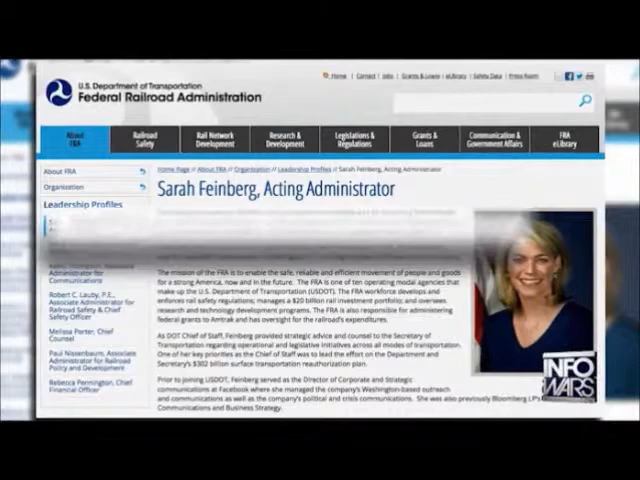 Home | Contact | Jobs | Grants & Loans | eLibrary | Safety Data | Press Room
U.S. Department of Transportation
Federal Railroad Administration
About FRA
Railroad Safety
Rail Network Development
Research & Development
Legislations & Regulations
Grants & Loans
Communication & Government Affairs
FRA eLibrary
About FRA
Organization
Leadership Profiles
Administrator for
Communications
Robert C. Lauby, P.E.,
Associate Administrator for
Railroad Safety & Chief
Safety Officer
Melissa Porter, Chief
Counsel
Paul Nissenbaum, Associate
Administrator for Railroad
Policy and Development
Rebecca Pennington, Chief
Financial Officer
Home Page // About FRA // Organization // Leadership Profiles // Sarah Feinberg, Acting Administrator
Sarah Feinberg, Acting Administrator
The mission of the FRA is to enable the safe, reliable and efficient movement of people and goods
for a strong America, now and in the future. The FRA is one of ten operating modal agencies that
make up the U.S. Department of Transportation (USDOT). The FRA workforce develops and
enforces rail safety regulations; manages a $20 billion rail investment portfolio; and oversees
research and technology development programs. The FRA is also responsible for administering
federal grants to Amtrak and has oversight for the railroad's expenditures.
As DOT Chief of Staff, Feinberg provided strategic advice and counsel to the Secretary of
Transportation regarding operational and legislative initiatives across all modes of transportation.
One of her key priorities as the Chief of Staff was to lead the effort on the Department and
Secretary's $302 billion surface transportation reauthorization plan.
Prior to joining USDOT, Feinberg served as the Director of Corporate and Strategic
communications at Facebook where she managed the company's Washington-based outreach
and communications as well as the company's political and crisis communications. She was also previously Bloomberg LP's
Communications and Business Strategy.
INFO
WARS